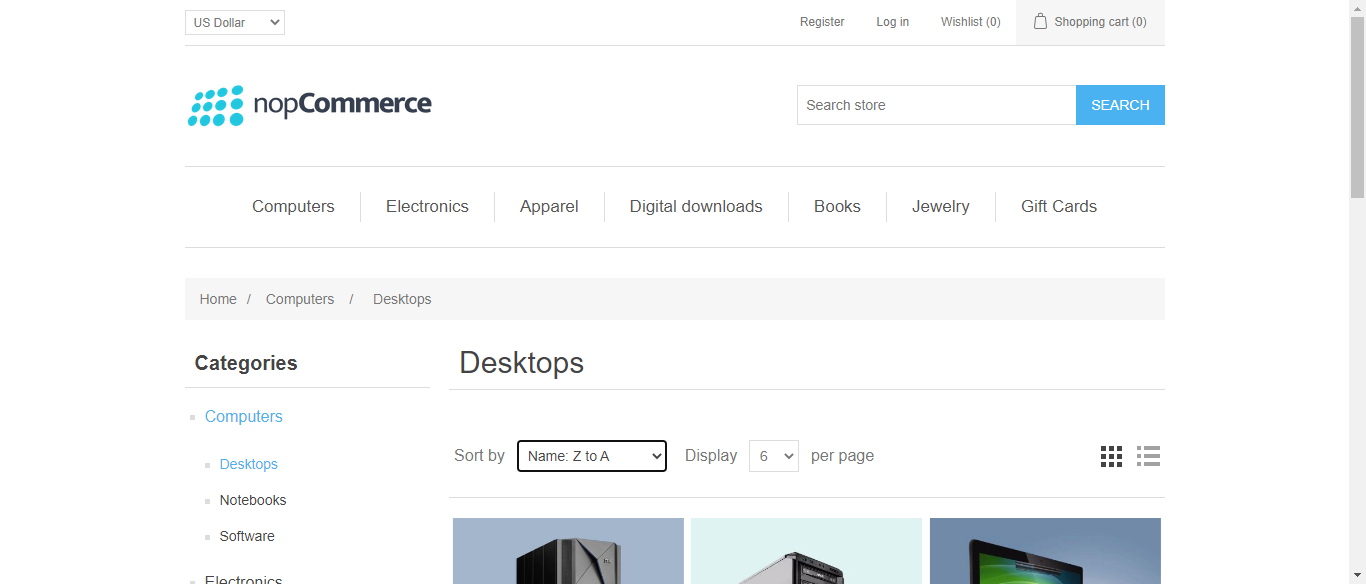 US Dollar
Register
Log in
Wishlist (0)
Shopping cart (0)
nopCommerce
Search store
SEARCH
Computers
Electronics
Apparel
Digital downloads
Books
Jewelry
Gift Cards
Home / Computers / Desktops
Categories
Computers
Desktops
Notebooks
Software
Electronics
Desktops
Sort by Name: Z to A Display 6 per page